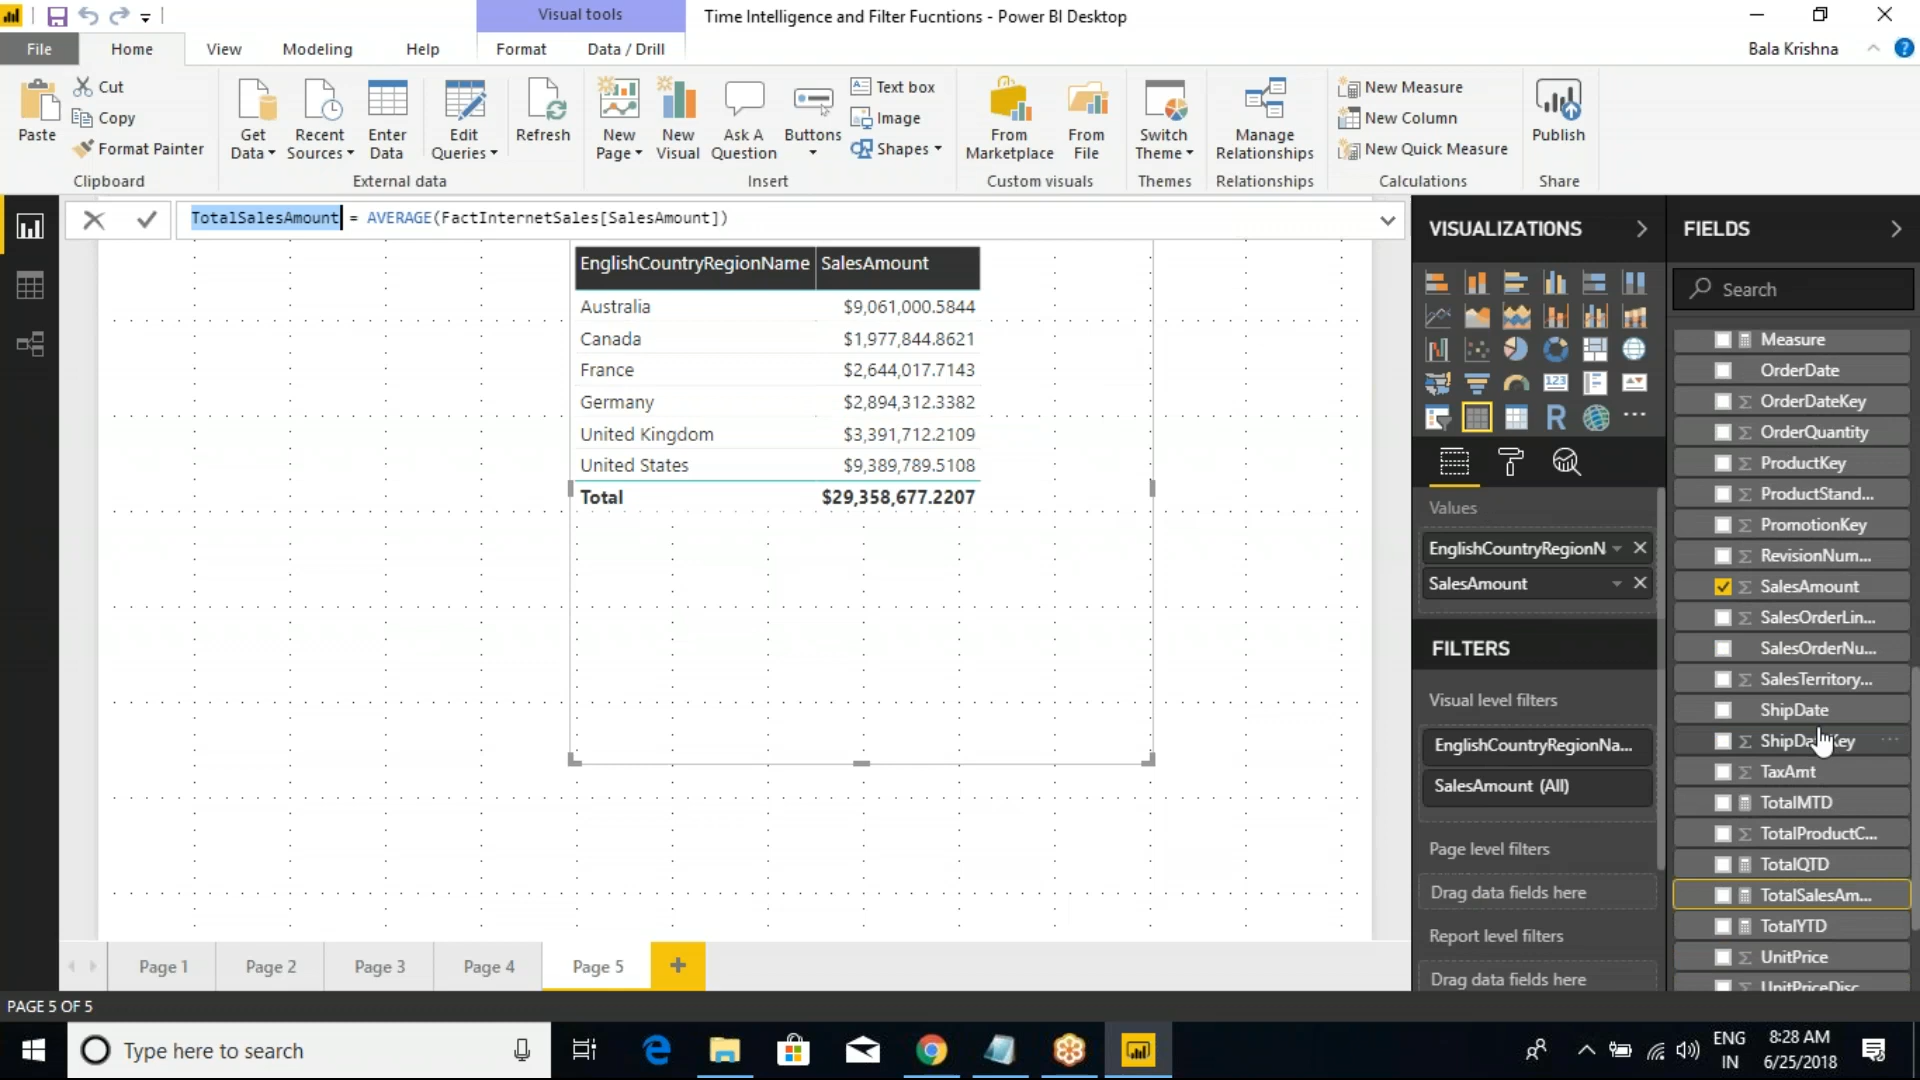 Visual tools
Time Intelligence and Filter Fucntions - Power BI Desktop
File
Home
View
Modeling
Help
Format
Data / Drill
Bala Krishna
Paste
Cut
Copy
Format Painter
Clipboard
Get Data
Recent Sources
Enter Data
Edit Queries
Refresh
External data
New Page
New Visual
Ask A Question
Buttons
Text box
Image
Shapes
Insert
From Marketplace
From File
Custom visuals
Switch Theme
Themes
Manage Relationships
Relationships
New Measure
New Column
New Quick Measure
Calculations
Publish
Share
TotalSalesAmount = AVERAGE(FactInternetSales[SalesAmount])
EnglishCountryRegionName SalesAmount
Australia $9,061,000.5844
Canada $1,977,844.8621
France $2,644,017.7143
Germany $2,894,312.3382
United Kingdom $3,391,712.2109
United States $9,389,789.5108
Total $29,358,677.2207
VISUALIZATIONS
123
R
Values
EnglishCountryRegionN
SalesAmount
FILTERS
Visual level filters
EnglishCountryRegionNa...
SalesAmount (All)
Page level filters
Drag data fields here
Report level filters
Drag data fields here
FIELDS
Search
Measure
OrderDate
OrderDateKey
OrderQuantity
ProductKey
ProductStand...
PromotionKey
RevisionNum...
SalesAmount
SalesOrderLin...
SalesOrderNu...
SalesTerritory...
ShipDate
ShipDateKey
TaxAmt
TotalMTD
TotalProductC...
TotalQTD
TotalSalesAm...
TotalYTD
UnitPrice
UnitPriceDisc
Page 1
Page 2
Page 3
Page 4
Page 5
PAGE 5 OF 5
Type here to search
ENG
IN
8:28 AM
6/25/2018